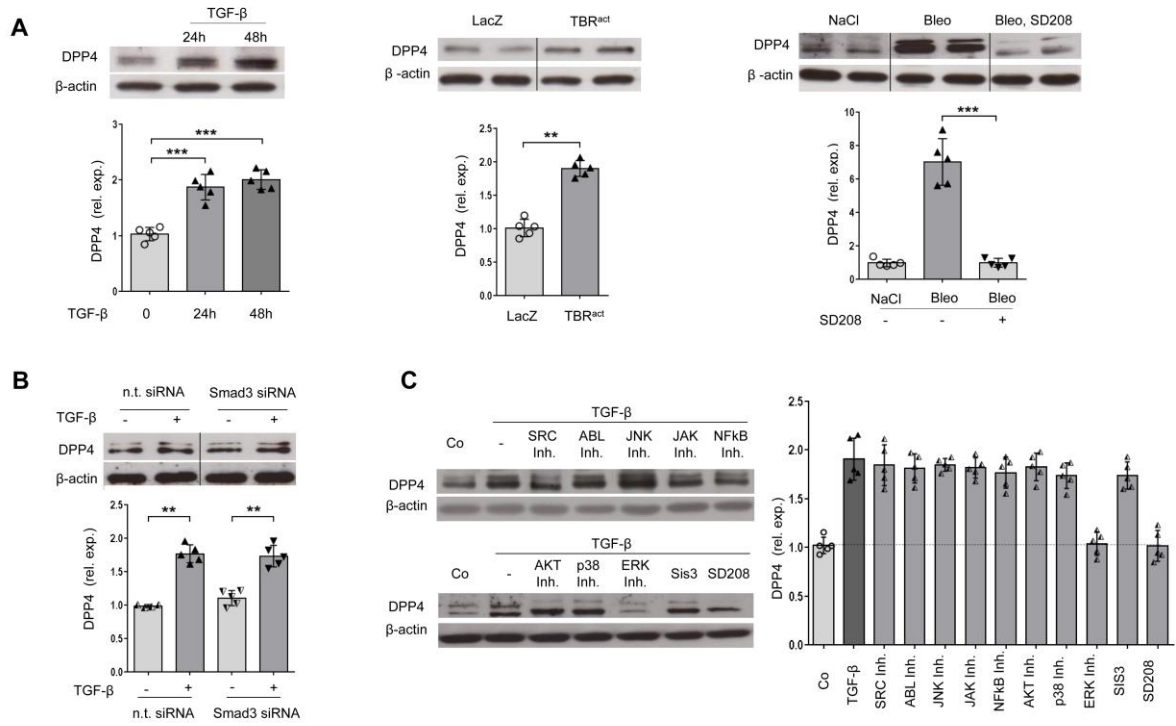 A
TGF-β
24h 48h
DPP4
β-actin
***
***
DPP4 (rel. exp.)
3
2
1
0
TGF-β 0 24h 48h
LacZ TBRact
DPP4
β -actin
**
DPP4 (rel. exp.)
2.5
2.0
1.5
1.0
0.5
0.0
LacZ TBRact
NaCl Bleo Bleo, SD208
DPP4
β -actin
***
DPP4 (rel. exp.)
10
8
6
4
2
0
NaCl Bleo Bleo
SD208 - - +
B
n.t. siRNA Smad3 siRNA
TGF-β - + - +
DPP4
β-actin
** **
DPP4 (rel. exp.)
2.5
2.0
1.5
1.0
0.5
0.0
TGF-β - + - +
n.t. siRNA Smad3 siRNA
C
TGF-β
Co - SRC ABL JNK JAK NFkB
Inh. Inh. Inh. Inh. Inh.
DPP4
β-actin
TGF-β
Co - AKT p38 ERK Sis3 SD208
Inh. Inh. Inh.
DPP4
β-actin
DPP4 (rel. exp.)
2.5
2.0
1.5
1.0
0.5
0.0
Co
TGF-β
SRC Inh.
ABL Inh.
JNK Inh.
JAK Inh.
NFkB Inh.
AKT Inh.
p38 Inh.
ERK Inh.
SIS3
SD208